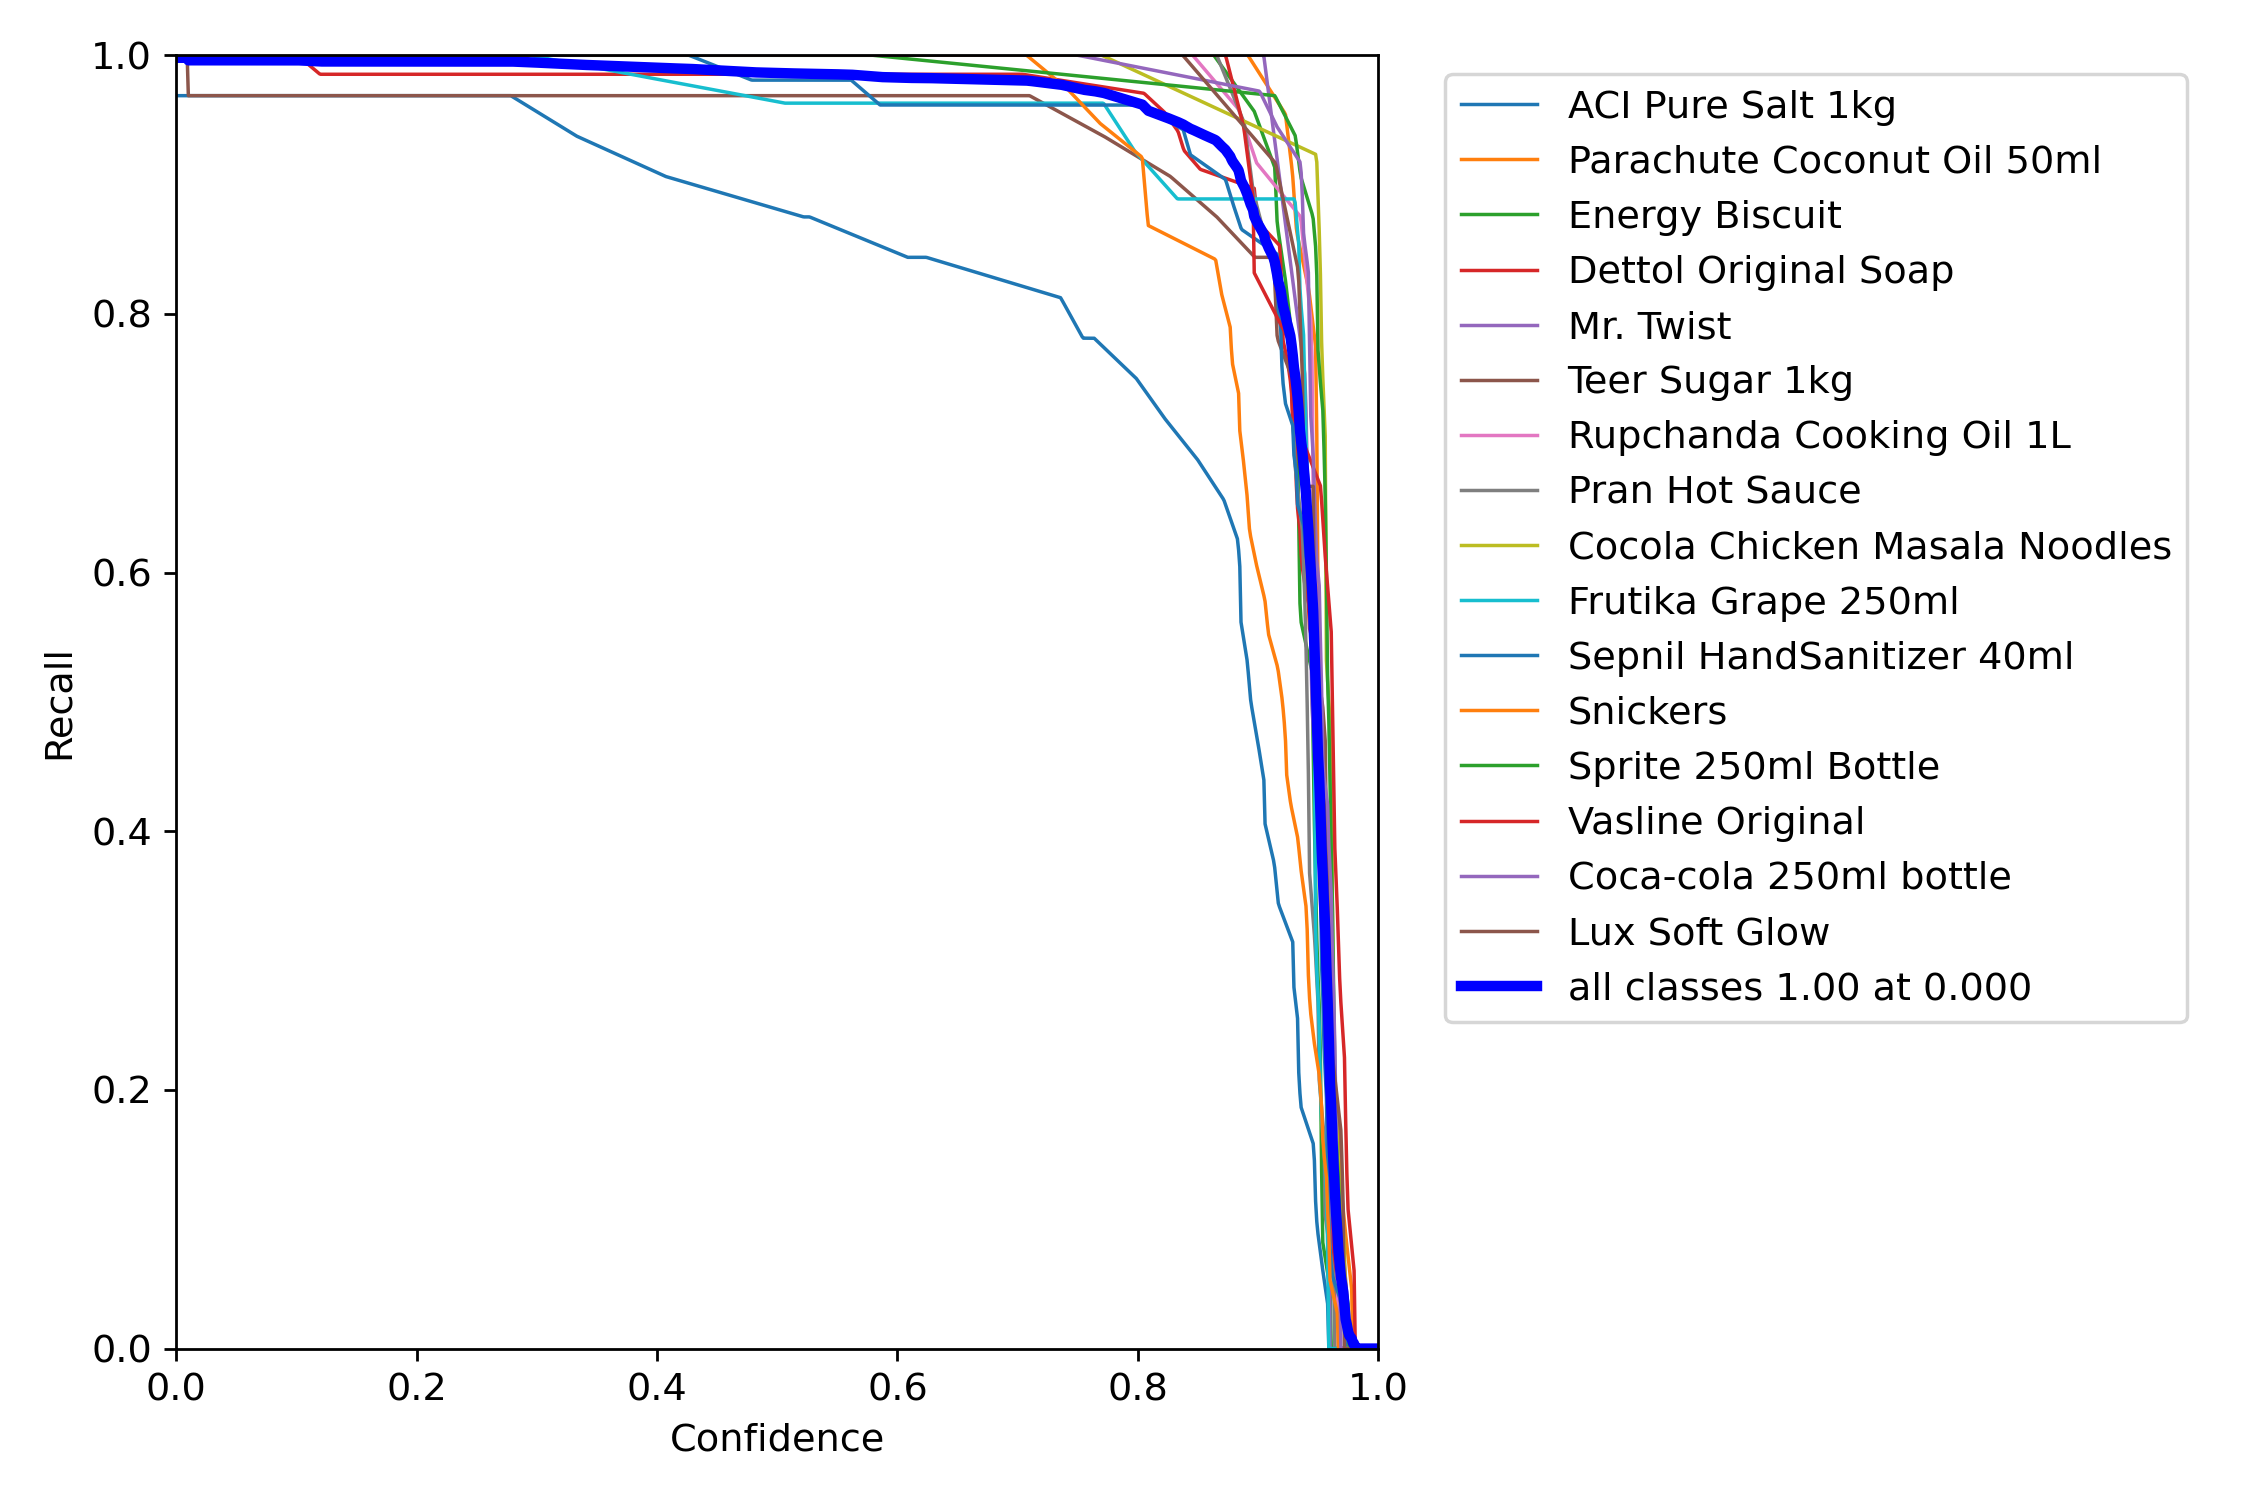 1.0
0.8
0.6
0.4
0.2
0.0
Recall
0.0 0.2 0.4 0.6 0.8 1.0
Confidence
ACI Pure Salt 1kg
Parachute Coconut Oil 50ml
Energy Biscuit
Dettol Original Soap
Mr. Twist
Teer Sugar 1kg
Rupchanda Cooking Oil 1L
Pran Hot Sauce
Cocola Chicken Masala Noodles
Frutika Grape 250ml
Sepnil HandSanitizer 40ml
Snickers
Sprite 250ml Bottle
Vasline Original
Coca-cola 250ml bottle
Lux Soft Glow
all classes 1.00 at 0.000